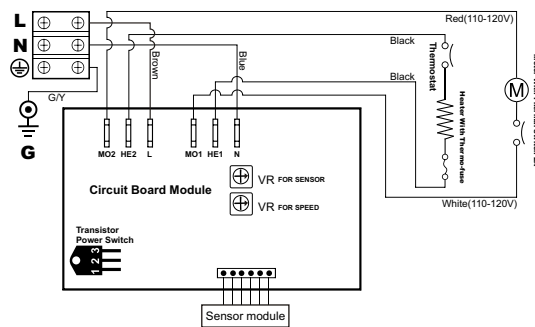 L
N
G
G/Y
Brown
Blue
Red(110-120V)
Black
Black
Thermostat
Heater With Thermo-fuse
M
White(110-120V)
MO2
HE2
L
MO1
HE1
N
Circuit Board Module
VR FOR SENSOR
VR FOR SPEED
Transistor
Power Switch
1 2 3
Sensor module